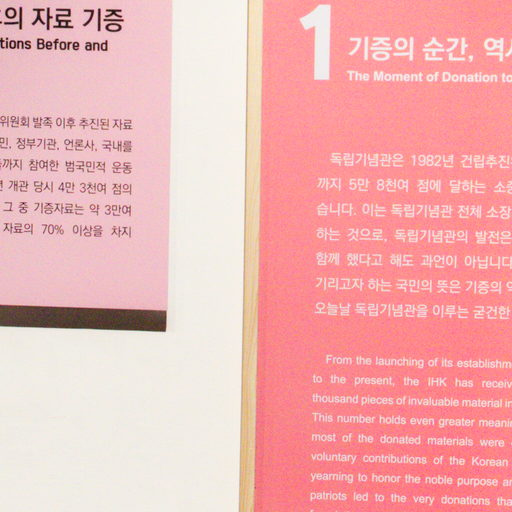 의 자료 기증
tions Before and
위원회 발족 이후 추진된 자료
민, 정부기관, 언론사, 국내를
까지 참여한 범국민적 운동
개관 당시 4만 3천여 점의
그 중 기증자료는 약 3만여
자료의 70% 이상을 차지
1
기증의 순간, 역사
The Moment of Donation to
독립기념관은 1982년 건립추진
까지 5만 8천여 점에 달하는 소중
습니다. 이는 독립기념관 전체 소장
하는 것으로, 독립기념관의 발전은
함께 했다고 해도 과언이 아닙니다
기리고자 하는 국민의 뜻은 기증의
오늘날 독립기념관을 이루는 굳건한
From the launching of its establishm
to the present, the IHK has receiv
thousand pieces of invaluable material in
This number holds even greater meanin
most of the donated materials were
voluntary contributions of the Korean
yearning to honor the noble purpose an
patriots led to the very donations tha